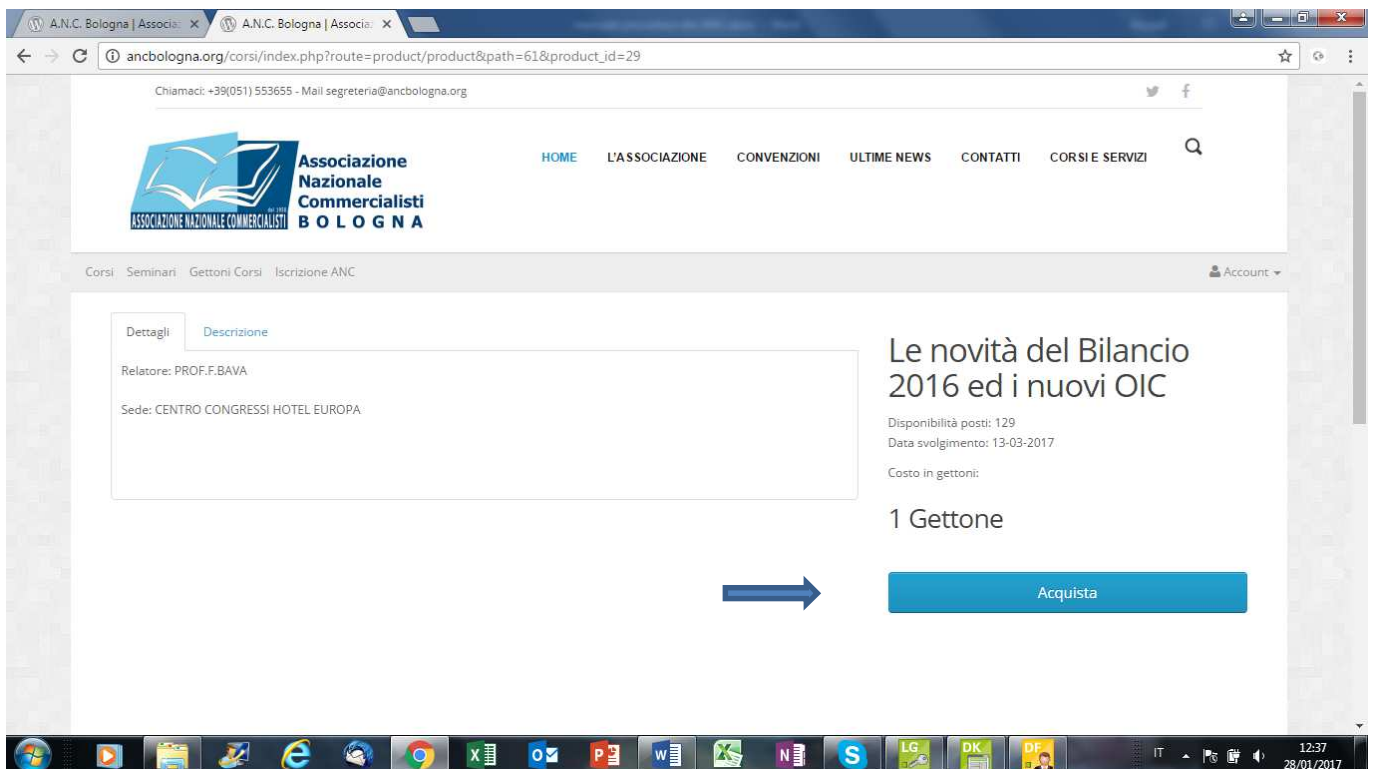 A.N.C. Bologna | Associa:
A.N.C. Bologna | Associa:
ancbologna.org/corsi/index.php?route=product/product&path=61&product_id=29
Chiamaci: +39(051) 553655 - Mail segreteria@ancbologna.org
ASSOCIAZIONE NAZIONALE COMMERCIALISTI
Associazione
Nazionale
Commercialisti
BOLOGNA
HOME L'ASSOCIAZIONE CONVENZIONI ULTIME NEWS CONTATTI CORSI E SERVIZI
Corsi Seminari Gettoni Corsi Iscrizione ANC Account
Dettagli Descrizione
Relatore: PROF.F.BAVA
Sede: CENTRO CONGRESSI HOTEL EUROPA
Le novità del Bilancio
2016 ed i nuovi OIC
Disponibilità posti: 129
Data svolgimento: 13-03-2017
Costo in gettoni:
1 Gettone
Acquista
LG DK DF
IT
12:37
28/01/2017